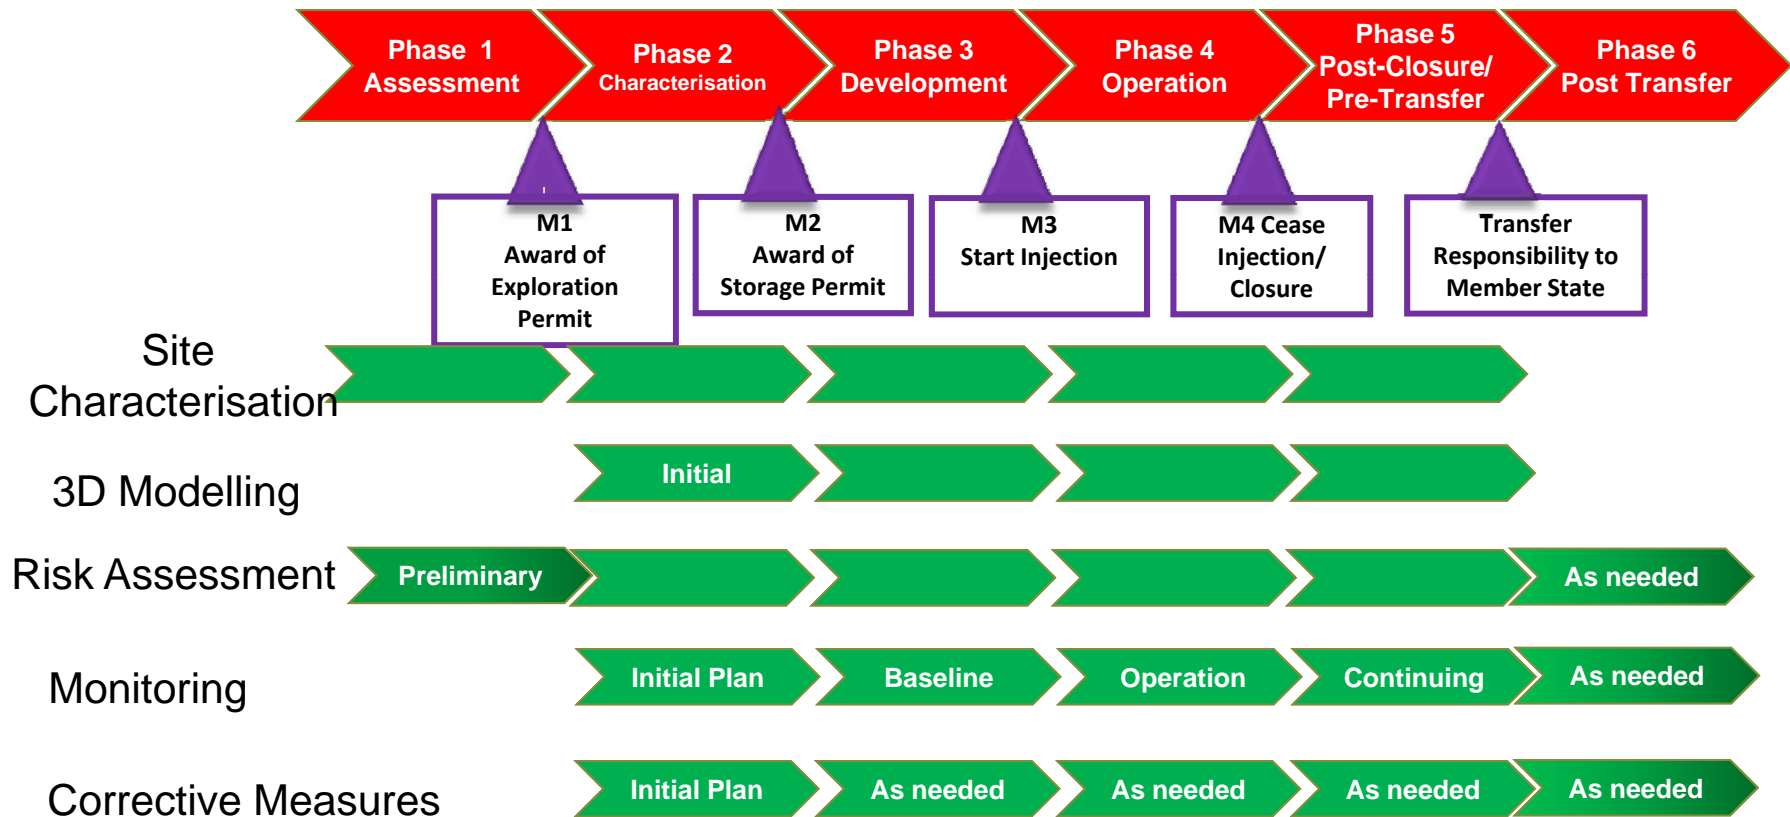 Phase 1
Assessment
Phase 2
Characterisation
Phase 3
Development
Phase 4
Operation
Phase 5
Post-Closure/
Pre-Transfer
Phase 6
Post Transfer
M1
Award of
Exploration
Permit
M2
Award of
Storage Permit
M3
Start Injection
M4 Cease
Injection/
Closure
Transfer
Responsibility to
Member State
Site
Characterisation
3D Modelling
Initial
Risk Assessment
Preliminary
As needed
Monitoring
Initial Plan
Baseline
Operation
Continuing
As needed
Corrective Measures
Initial Plan
As needed
As needed
As needed
As needed